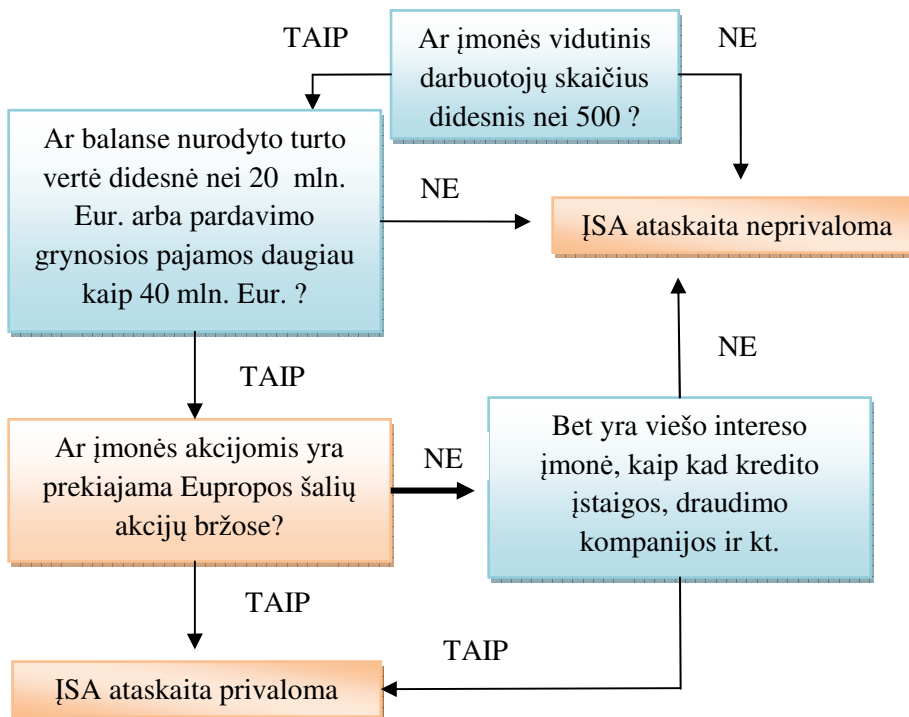 TAIP
Ar įmonės vidutinis
darbuotojų skaičius
didesnis nei 500 ?
NE
Ar balanse nurodyto turto
vertė didesnė nei 20 mln.
Eur. arba pardavimo
grynosios pajamos daugiau
kaip 40 mln. Eur. ?
NE
ĮSA ataskaita neprivaloma
TAIP
NE
Ar įmonės akcijomis yra
prekiajama Eupropos šalių
akcijų bržose?
NE
Bet yra viešo intereso
įmonė, kaip kad kredito
įstaigos, draudimo
kompanijos ir kt.
TAIP
TAIP
ĮSA ataskaita privaloma